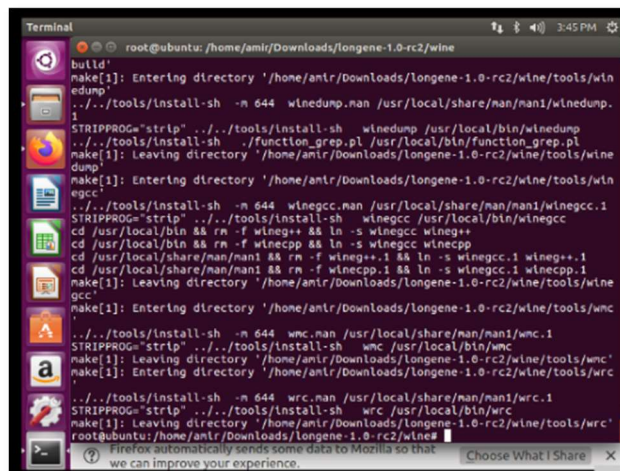 Terminal
3:45 PM
root@ubuntu: /home/amir/Downloads/longene-1.0-rc2/wine
build'
make[1]: Entering directory '/home/amir/Downloads/longene-1.0-rc2/wine/tools/win
edump'
../../tools/install-sh -m 644 winedump.man /usr/local/share/man/man1/winedump.
1
STRIPPROG="strip" ../../tools/install-sh winedump /usr/local/bin/winedump
../../tools/install-sh ./function_grep.pl /usr/local/bin/function_grep.pl
make[1]: Leaving directory '/home/amir/Downloads/longene-1.0-rc2/wine/tools/wine
dump'
make[1]: Entering directory '/home/amir/Downloads/longene-1.0-rc2/wine/tools/win
egcc'
../../tools/install-sh -m 644 winegcc.man /usr/local/share/man/man1/winegcc.1
STRIPPROG="strip" ../../tools/install-sh winegcc /usr/local/bin/winegcc
cd /usr/local/bin && rm -f wineg++ && ln -s winegcc wineg++
cd /usr/local/bin && rm -f winecpp && ln -s winegcc winecpp
cd /usr/local/share/man/man1 && rm -f wineg++.1 && ln -s winegcc.1 wineg++.1
cd /usr/local/share/man/man1 && rm -f winecpp.1 && ln -s winegcc.1 winecpp.1
make[1]: Leaving directory '/home/amir/Downloads/longene-1.0-rc2/wine/tools/wine
gcc'
make[1]: Entering directory '/home/amir/Downloads/longene-1.0-rc2/wine/tools/wmc
'
../../tools/install-sh -m 644 wmc.man /usr/local/share/man/man1/wmc.1
STRIPPROG="strip" ../../tools/install-sh wmc /usr/local/bin/wmc
make[1]: Leaving directory '/home/amir/Downloads/longene-1.0-rc2/wine/tools/wmc'
make[1]: Entering directory '/home/amir/Downloads/longene-1.0-rc2/wine/tools/wrc
'
../../tools/install-sh -m 644 wrc.man /usr/local/share/man/man1/wrc.1
STRIPPROG="strip" ../../tools/install-sh wrc /usr/local/bin/wrc
make[1]: Leaving directory '/home/amir/Downloads/longene-1.0-rc2/wine/tools/wrc'
root@ubuntu:/home/amir/Downloads/longene-1.0-rc2/wine#
Firefox automatically sends some data to Mozilla so that
we can improve your experience.
Choose What I Share